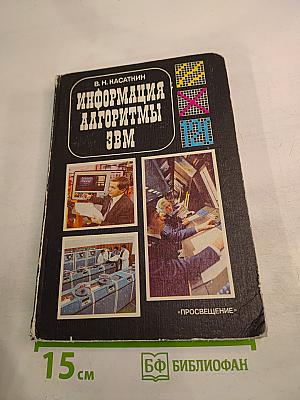 В. Н. КАСАТКИН
ИНФОРМАЦИЯ
АЛГОРИТМЫ
ЭВМ
"ПРОСВЕЩЕНИЕ"
15 см
БФ БИБЛИОФАН